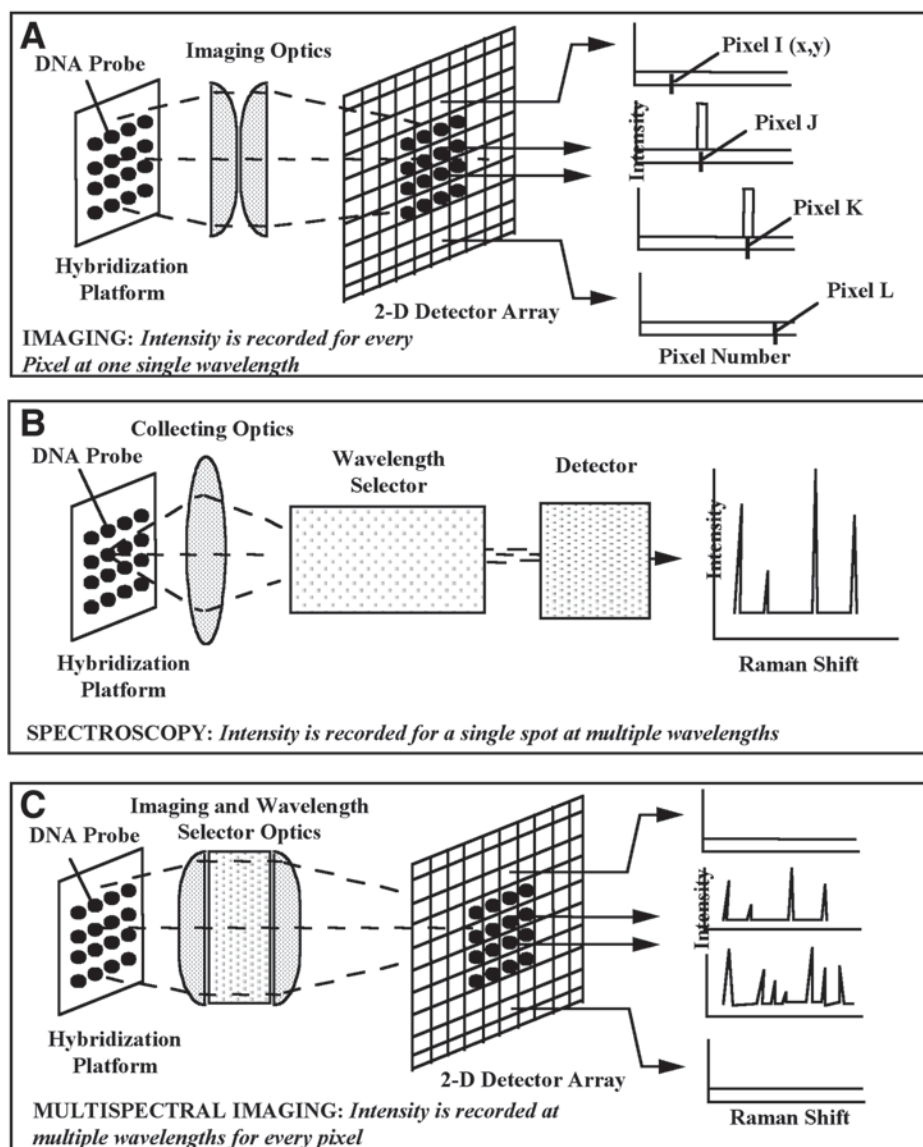 A
Imaging Optics
DNA Probe
Hybridization
Platform
2-D Detector Array
Intensity
Pixel I (x,y)
Pixel J
Pixel K
Pixel L
Pixel Number
IMAGING: Intensity is recorded for every
Pixel at one single wavelength
B
Collecting Optics
DNA Probe
Wavelength
Selector
Detector
Hybridization
Platform
Intensity
Raman Shift
SPECTROSCOPY: Intensity is recorded for a single spot at multiple wavelengths
C
Imaging and Wavelength
Selector Optics
DNA Probe
Hybridization
Platform
2-D Detector Array
Intensity
Raman Shift
MULTISPECTRAL IMAGING: Intensity is recorded at
multiple wavelengths for every pixel